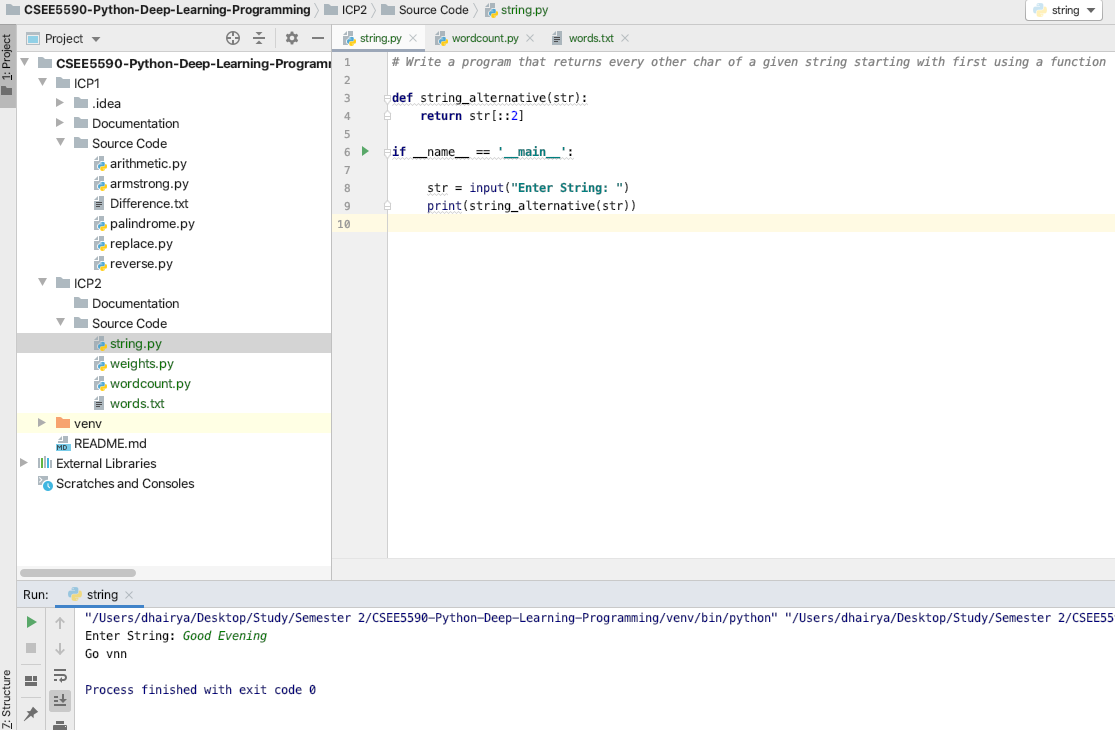 CSEE5590-Python-Deep-Learning-Programming ICP2 Source Code string.py string
1: Project
Project
string.py wordcount.py words.txt
CSEE5590-Python-Deep-Learning-Programm
ICP1
.idea
Documentation
Source Code
arithmetic.py
armstrong.py
Difference.txt
palindrome.py
replace.py
reverse.py
ICP2
Documentation
Source Code
string.py
weights.py
wordcount.py
words.txt
venv
README.md
External Libraries
Scratches and Consoles
1 # Write a program that returns every other char of a given string starting with first using a function
2
3 def string_alternative(str):
4 return str[::2]
5
6 if __name__ == '__main__':
7
8 str = input("Enter String: ")
9 print(string_alternative(str))
10
Run: string
"/Users/dhairya/Desktop/Study/Semester 2/CSEE5590-Python-Deep-Learning-Programming/venv/bin/python" "/Users/dhairya/Desktop/Study/Semester 2/CSEE55
Enter String: Good Evening
Go vnn
Process finished with exit code 0
7: Structure